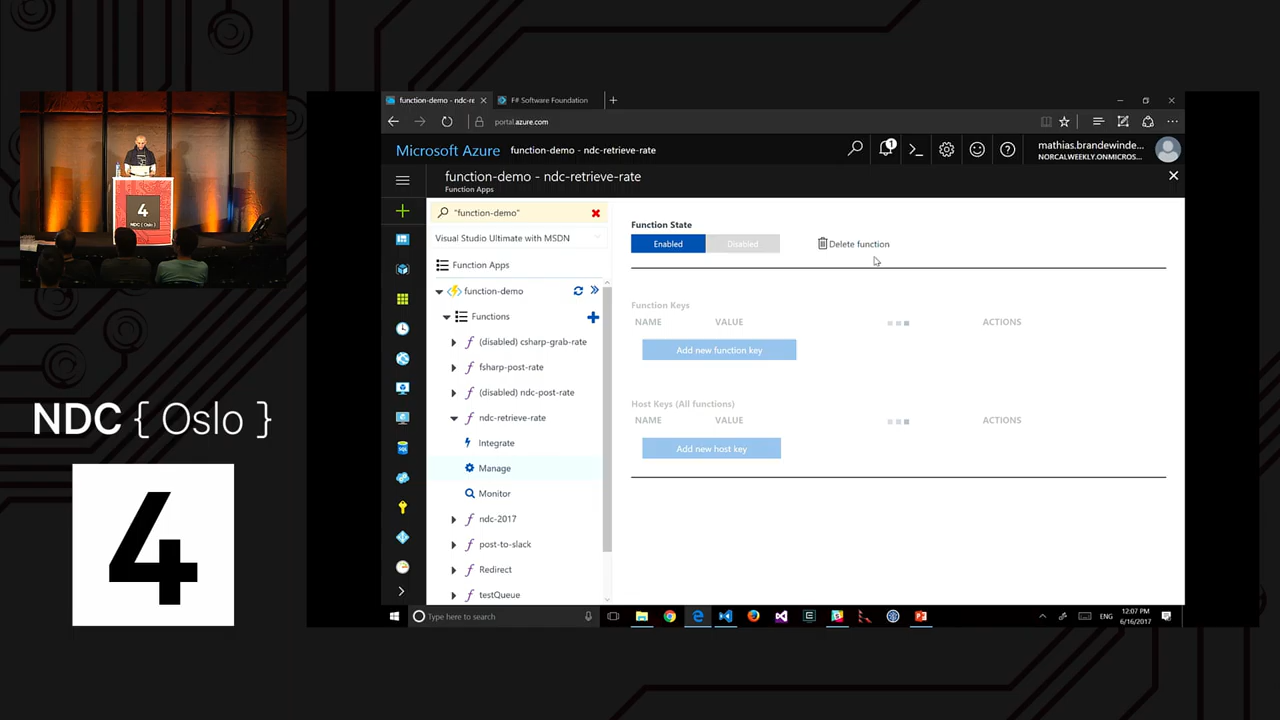 function-demo - ndc-re
F# Software Foundation
portal.azure.com
Microsoft Azure
function-demo - ndc-retrieve-rate
1
mathias.brandewinde...
NORCALWEEKLY.ONMICROS...
function-demo - ndc-retrieve-rate
Function Apps
"function-demo"
Visual Studio Ultimate with MSDN
Function Apps
function-demo
Functions
(disabled) csharp-grab-rate
fsharp-post-rate
(disabled) ndc-post-rate
ndc-retrieve-rate
Integrate
Manage
Monitor
ndc-2017
post-to-slack
Redirect
testQueue
Function State
Enabled
Disabled
Delete function
Function Keys
NAME
VALUE
ACTIONS
Add new function key
Host Keys (All functions)
NAME
VALUE
ACTIONS
Add new host key
Type here to search
ENG
12:07 PM
6/16/2017
4
NDC { Oslo }
NDC { Oslo }
4